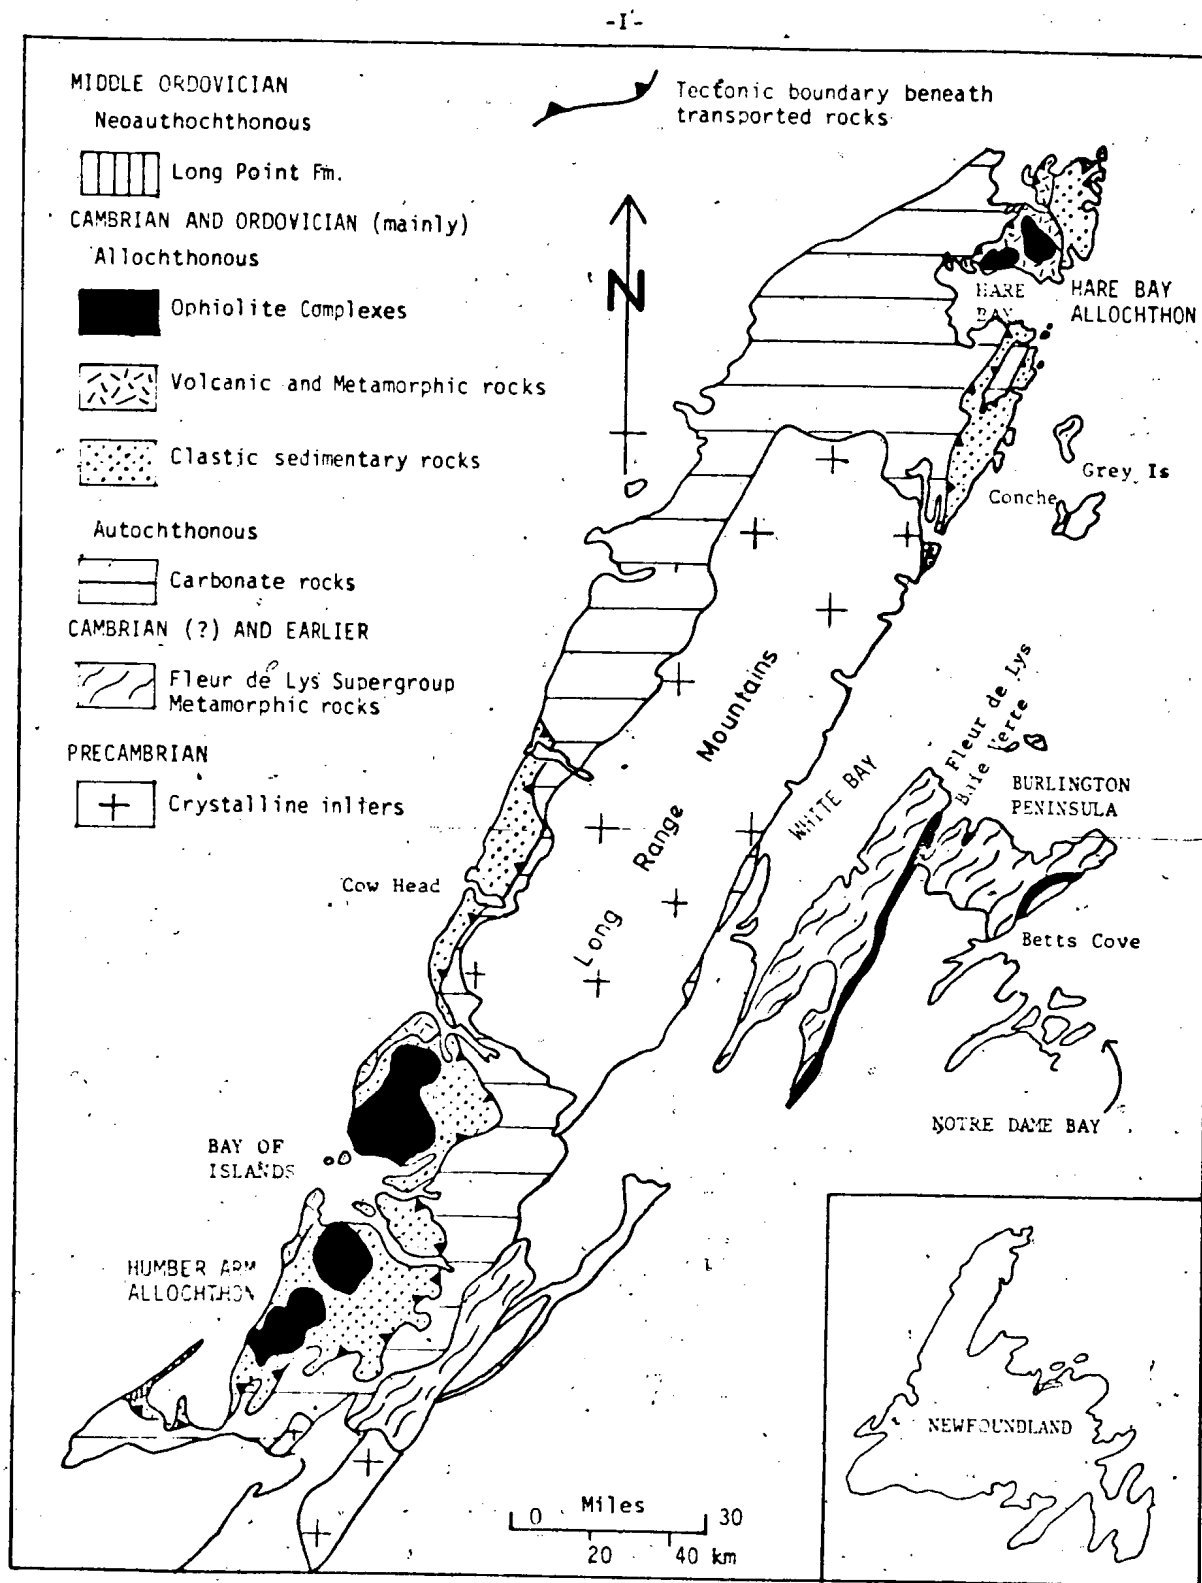 -I-
MIDDLE ORDOVICIAN
Neoauthochthonous
Long Point Fm.
CAMBRIAN AND ORDOVICIAN (mainly)
Allochthonous
Ophiolite Complexes
Volcanic and Metamorphic rocks
Clastic sedimentary rocks
Autochthonous
Carbonate rocks
CAMBRIAN (?) AND EARLIER
Fleur de Lys Supergroup
Metamorphic rocks
PRECAMBRIAN
Crystalline inliers
Tectonic boundary beneath
transported rocks
N
HARE
BAY
HARE BAY
ALLOCHTHON
Grey Is
Conche
Long Range Mountains
WHITE BAY
Fleur de Lys
Baie Verte
BURLINGTON
PENINSULA
Cow Head
Betts Cove
NOTRE DAME BAY
BAY OF
ISLANDS
HUMBER ARM
ALLOCHTHON
NEWFOUNDLAND
0 Miles 30
20 40 km